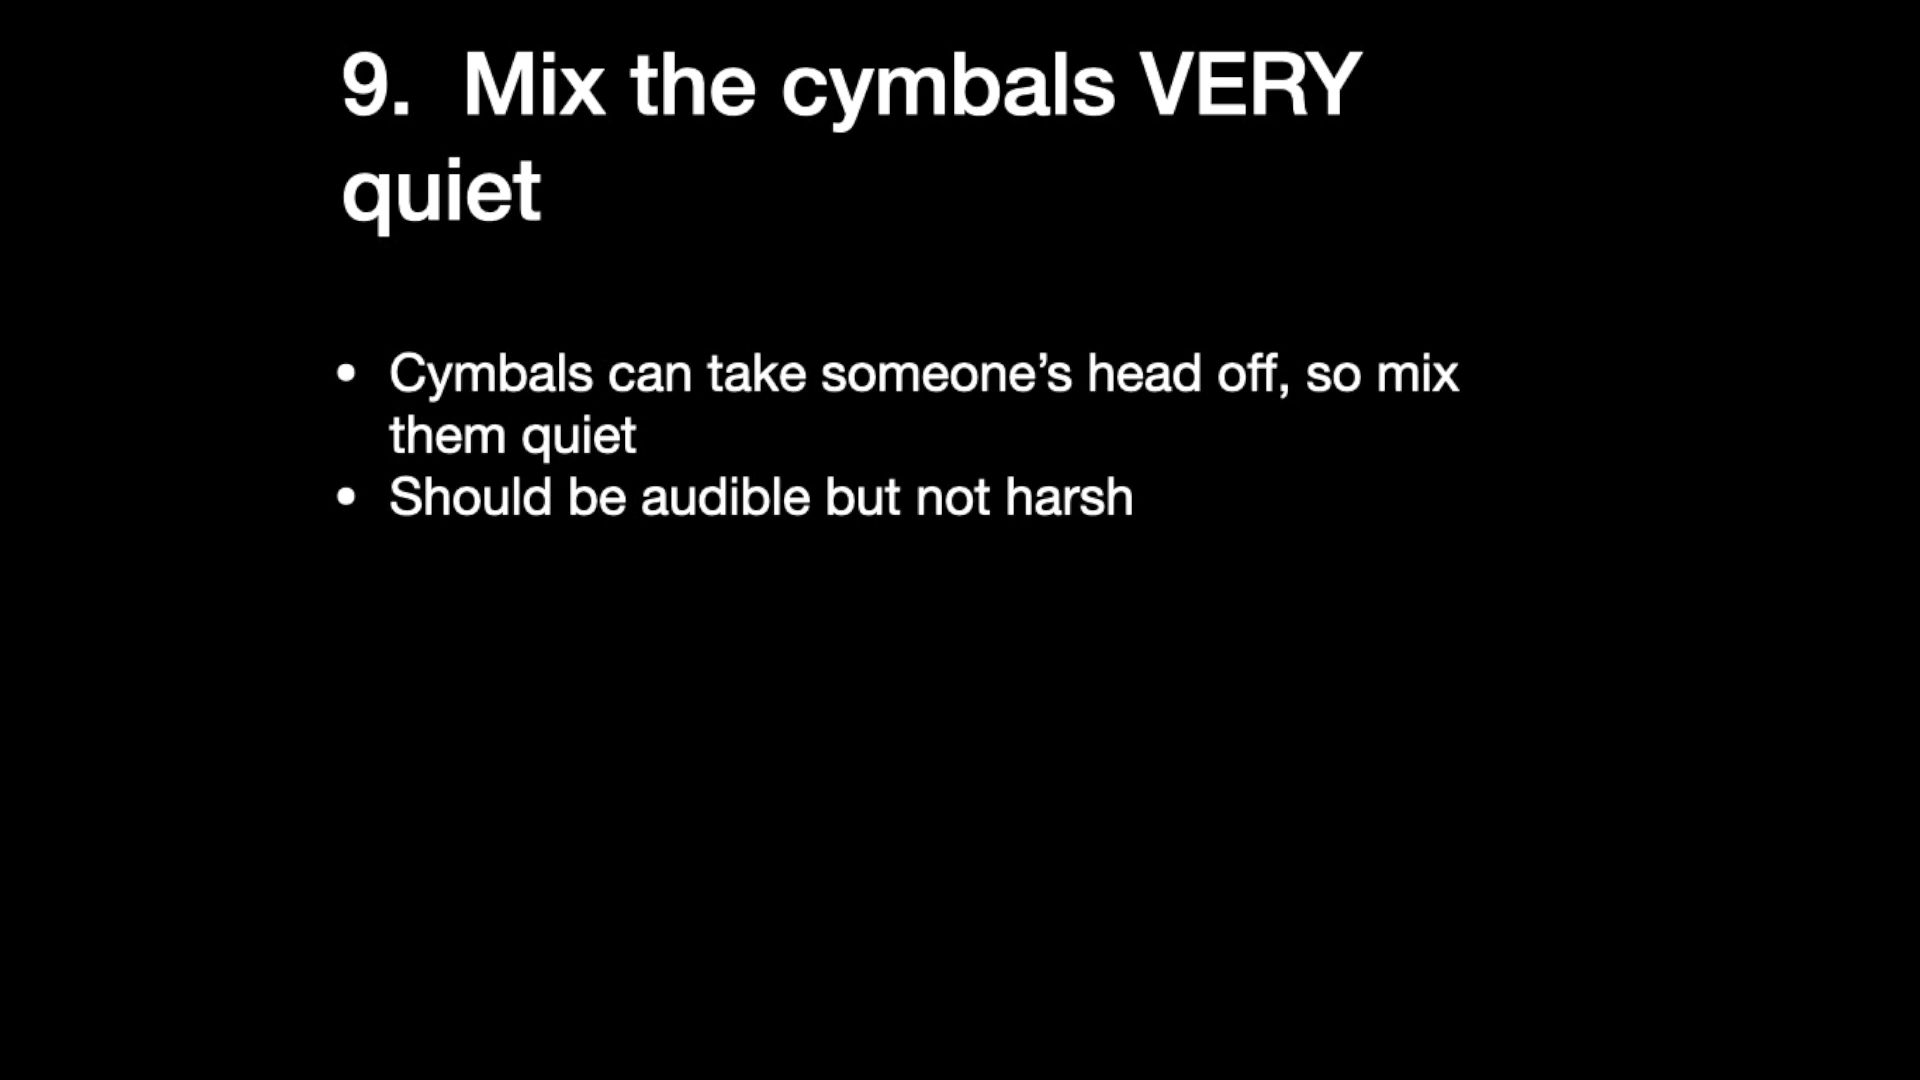 9.  Mix the cymbals VERY
quiet
• Cymbals can take someone’s head off, so mix
them quiet
• Should be audible but not harsh